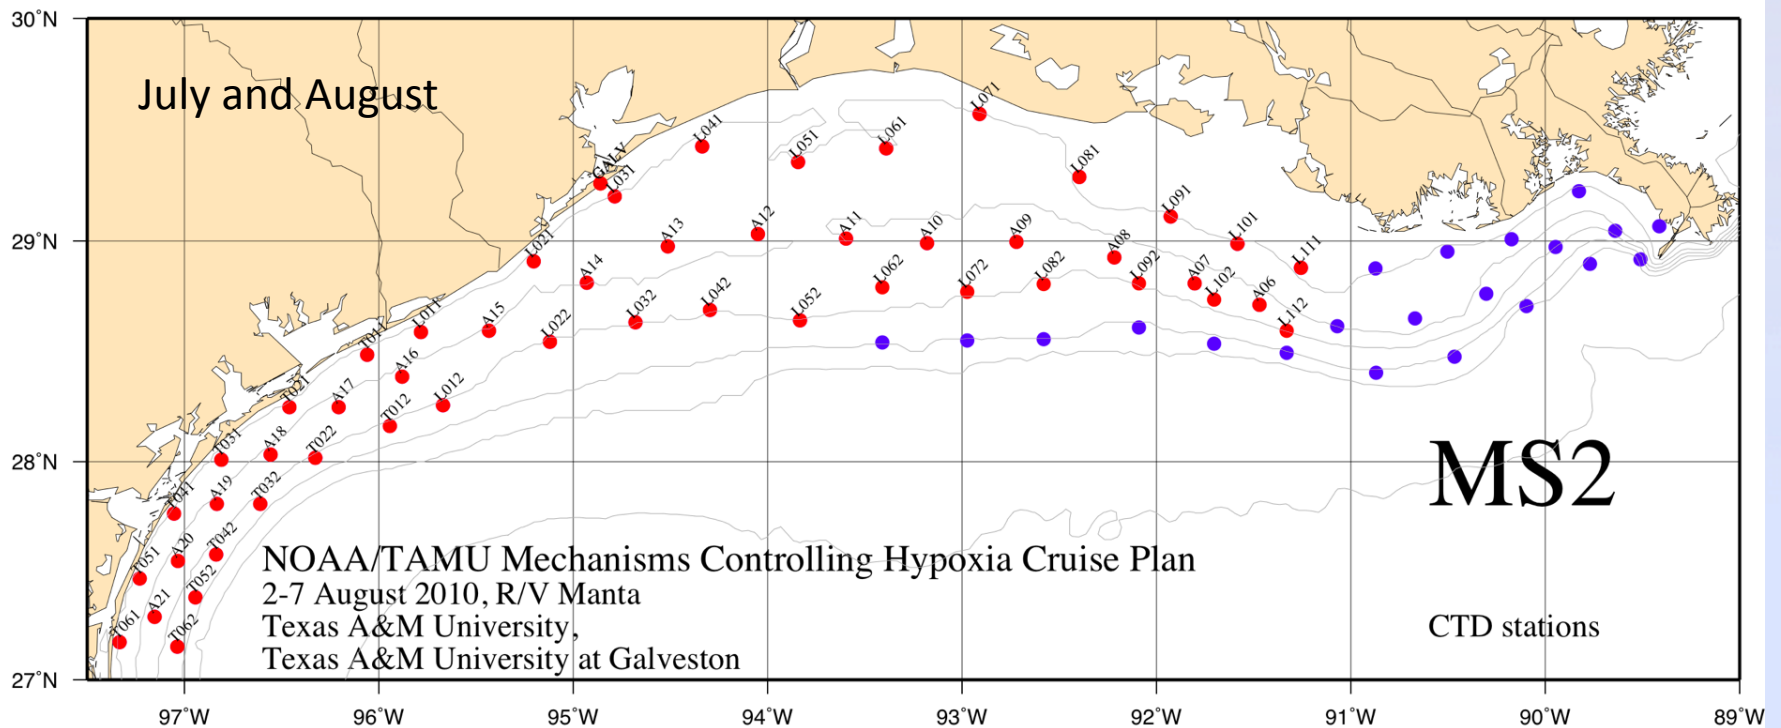 30°N
July and August
L071
L041
L051
L061
GALV
L031
L081
L091
L021
A13
A12
A11
A10
A09
A08
L101
L111
29°N
A14
L032
L042
L052
L062
L072
L082
L092
A07
L102
A06
L112
T011
L011
A15
L022
A16
T021
A17
T012
L012
T031
A18
T022
28°N
T041
A19
T032
MS2
T051
A20
T042
NOAA/TAMU Mechanisms Controlling Hypoxia Cruise Plan
2-7 August 2010, R/V Manta
T061
A21
T052
Texas A&M University,
CTD stations
T062
Texas A&M University at Galveston
27°N
97°W 96°W 95°W 94°W 93°W 92°W 91°W 90°W 89°W